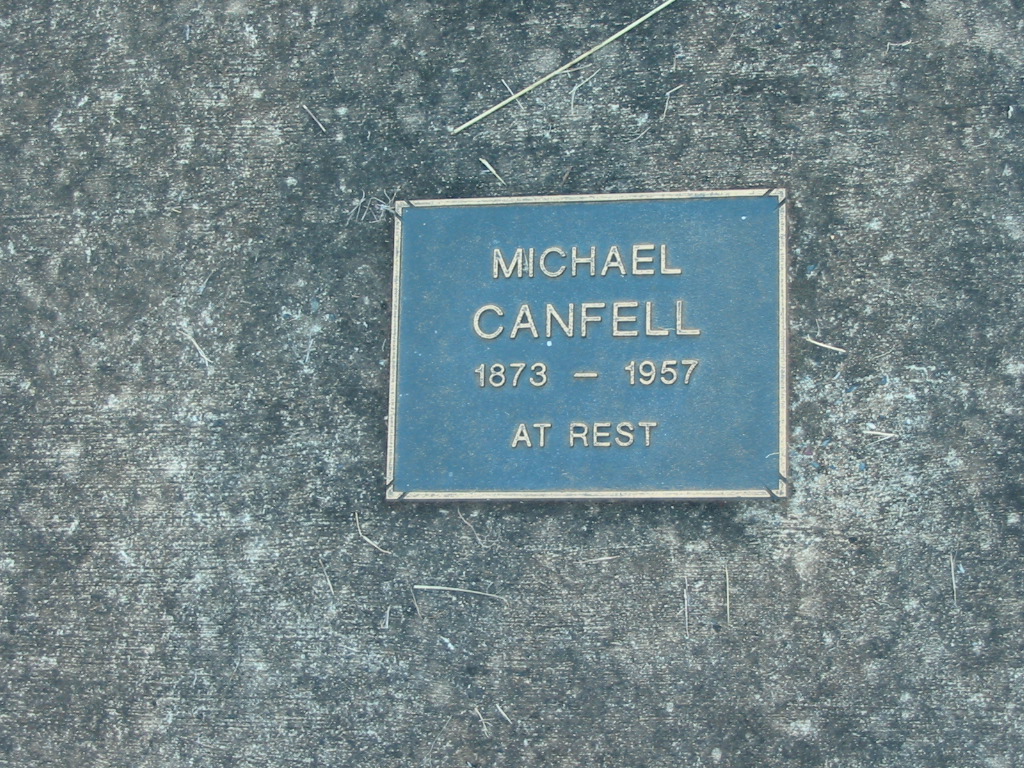 MICHAEL
CANFELL
1873 – 1957
AT REST